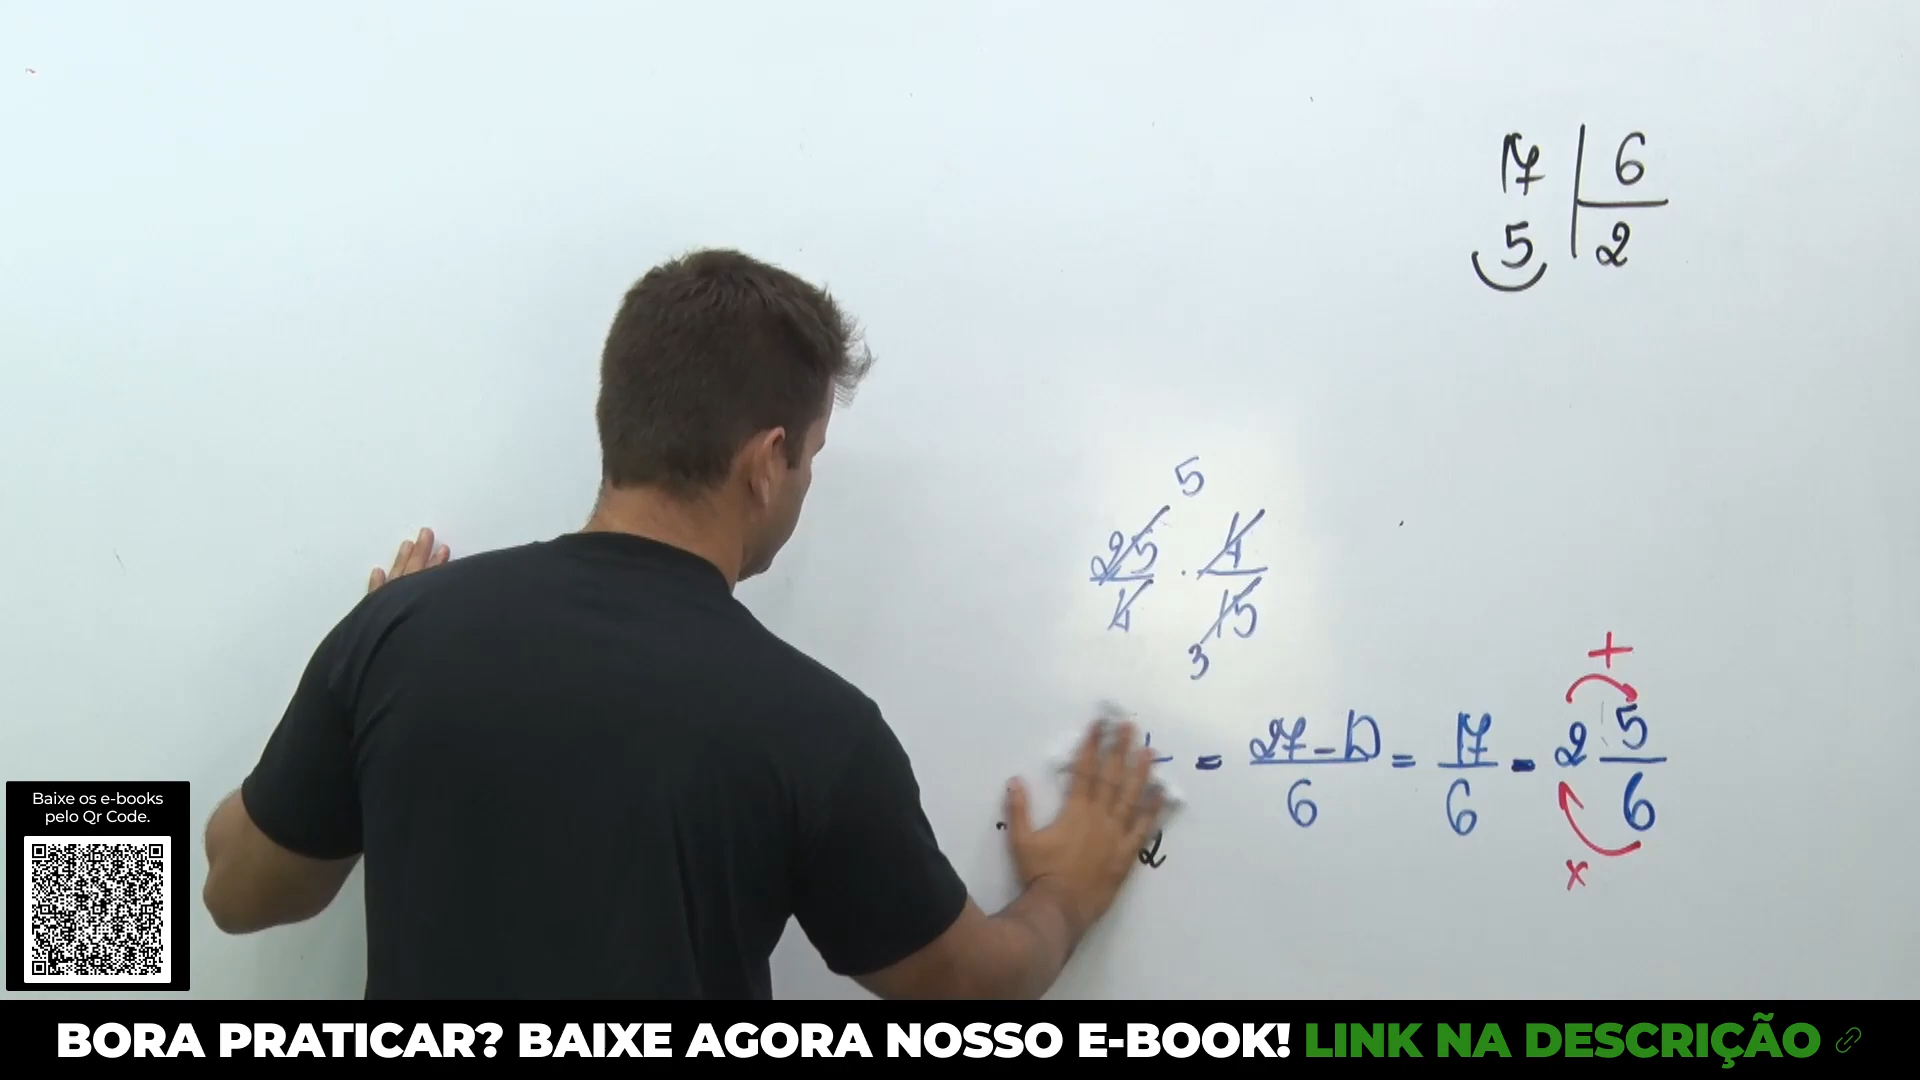 17 | 6
5 | 2
5
25/4 · 4/15
3
+
= 27-10/6 = 17/6 = 2 5/6
2
x
Baixe os e-books
pelo Qr Code.
BORA PRATICAR? BAIXE AGORA NOSSO E-BOOK! LINK NA DESCRIÇÃO